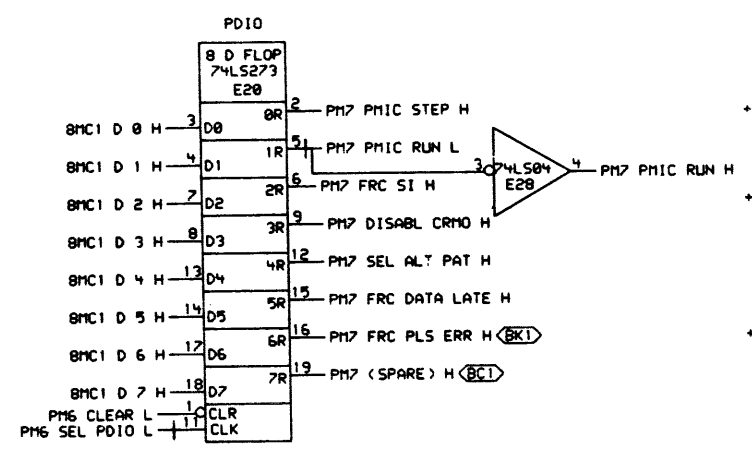 PDIO
8 D FLOP
74LS273
E20
8MC1 D 0 H 3 D0 0R 2 PM7 PMIC STEP H
8MC1 D 1 H 4 D1 1R 5 PM7 PMIC RUN L
3 74LS04 4 PM7 PMIC RUN H
E28
8MC1 D 2 H 7 D2 2R 6 PM7 FRC SI H
8MC1 D 3 H 8 D3 3R 9 PM7 DISABL CRMO H
8MC1 D 4 H 13 D4 4R 12 PM7 SEL ALT PAT H
8MC1 D 5 H 14 D5 5R 15 PM7 FRC DATA LATE H
8MC1 D 6 H 17 D6 6R 16 PM7 FRC PLS ERR H BK1
8MC1 D 7 H 18 D7 7R 19 PM7 (SPARE) H BC1
PM6 CLEAR L 1 CLR
PM6 SEL PDIO L 11 CLK